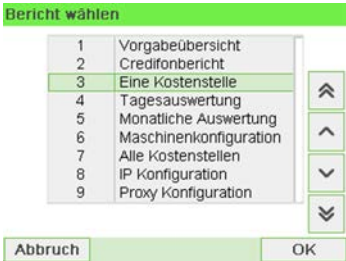 Bericht wählen
1 Vorgabeübersicht
2 Credifonbericht
3 Eine Kostenstelle
4 Tagesauswertung
5 Monatliche Auswertung
6 Maschinenkonfiguration
7 Alle Kostenstellen
8 IP Konfiguration
9 Proxy Konfiguration
Abbruch OK